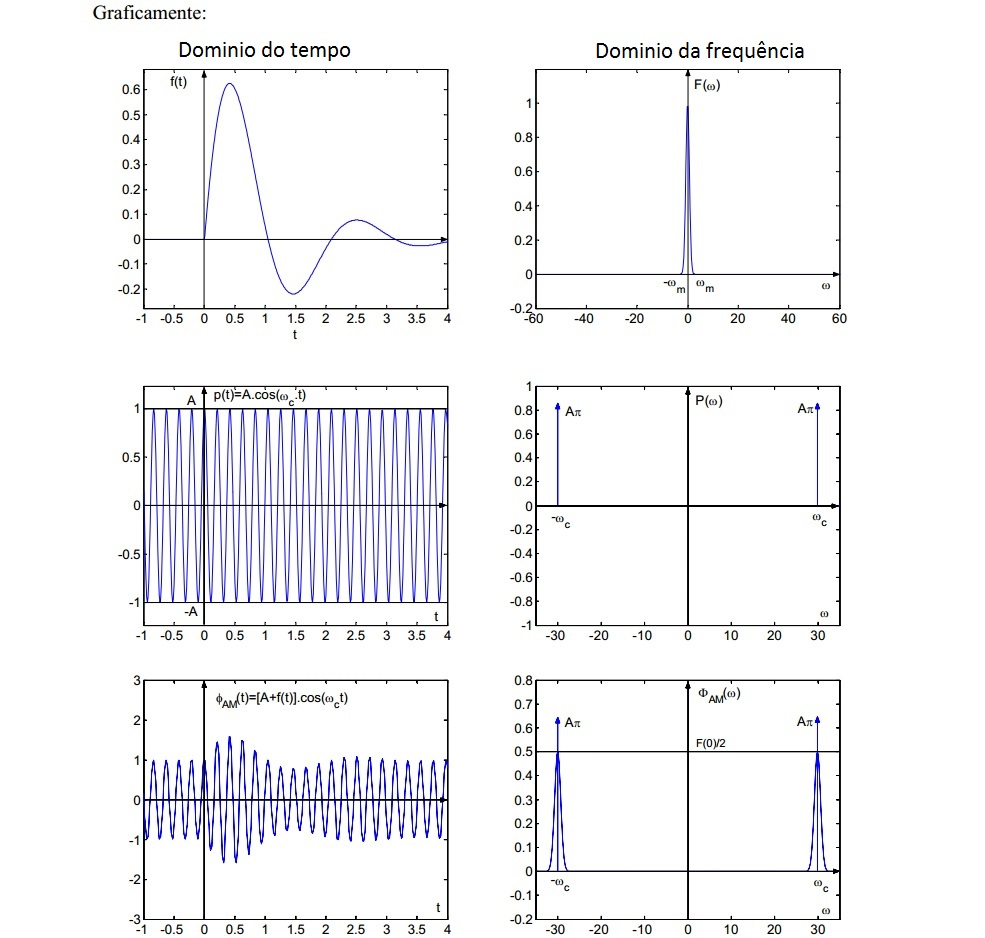 Graficamente:
Dominio do tempo
Dominio da frequência
f(t)
0.6
0.5
0.4
0.3
0.2
0.1
0
-0.1
-0.2
-1 -0.5 0 0.5 1 1.5 2 2.5 3 3.5 4
t
F(ω)
1
0.8
0.6
0.4
0.2
0
-0.2
-ωm ωm
ω
-60 -40 -20 0 20 40 60
A p(t)=A.cos(ωc.t)
1
0.5
0
-0.5
-1
-A
t
-1 -0.5 0 0.5 1 1.5 2 2.5 3 3.5 4
P(ω)
Aπ Aπ
1
0.8
0.6
0.4
0.2
0
-0.2
-0.4
-0.6
-0.8
-1
-ωc ωc
ω
-30 -20 -10 0 10 20 30
ϕAM(t)=[A+f(t)].cos(ωct)
3
2
1
0
-1
-2
-3
t
-1 -0.5 0 0.5 1 1.5 2 2.5 3 3.5 4
ΦAM(ω)
Aπ Aπ
F(0)/2
0.8
0.7
0.6
0.5
0.4
0.3
0.2
0.1
0
-0.1
-0.2
-ωc ωc
ω
-30 -20 -10 0 10 20 30